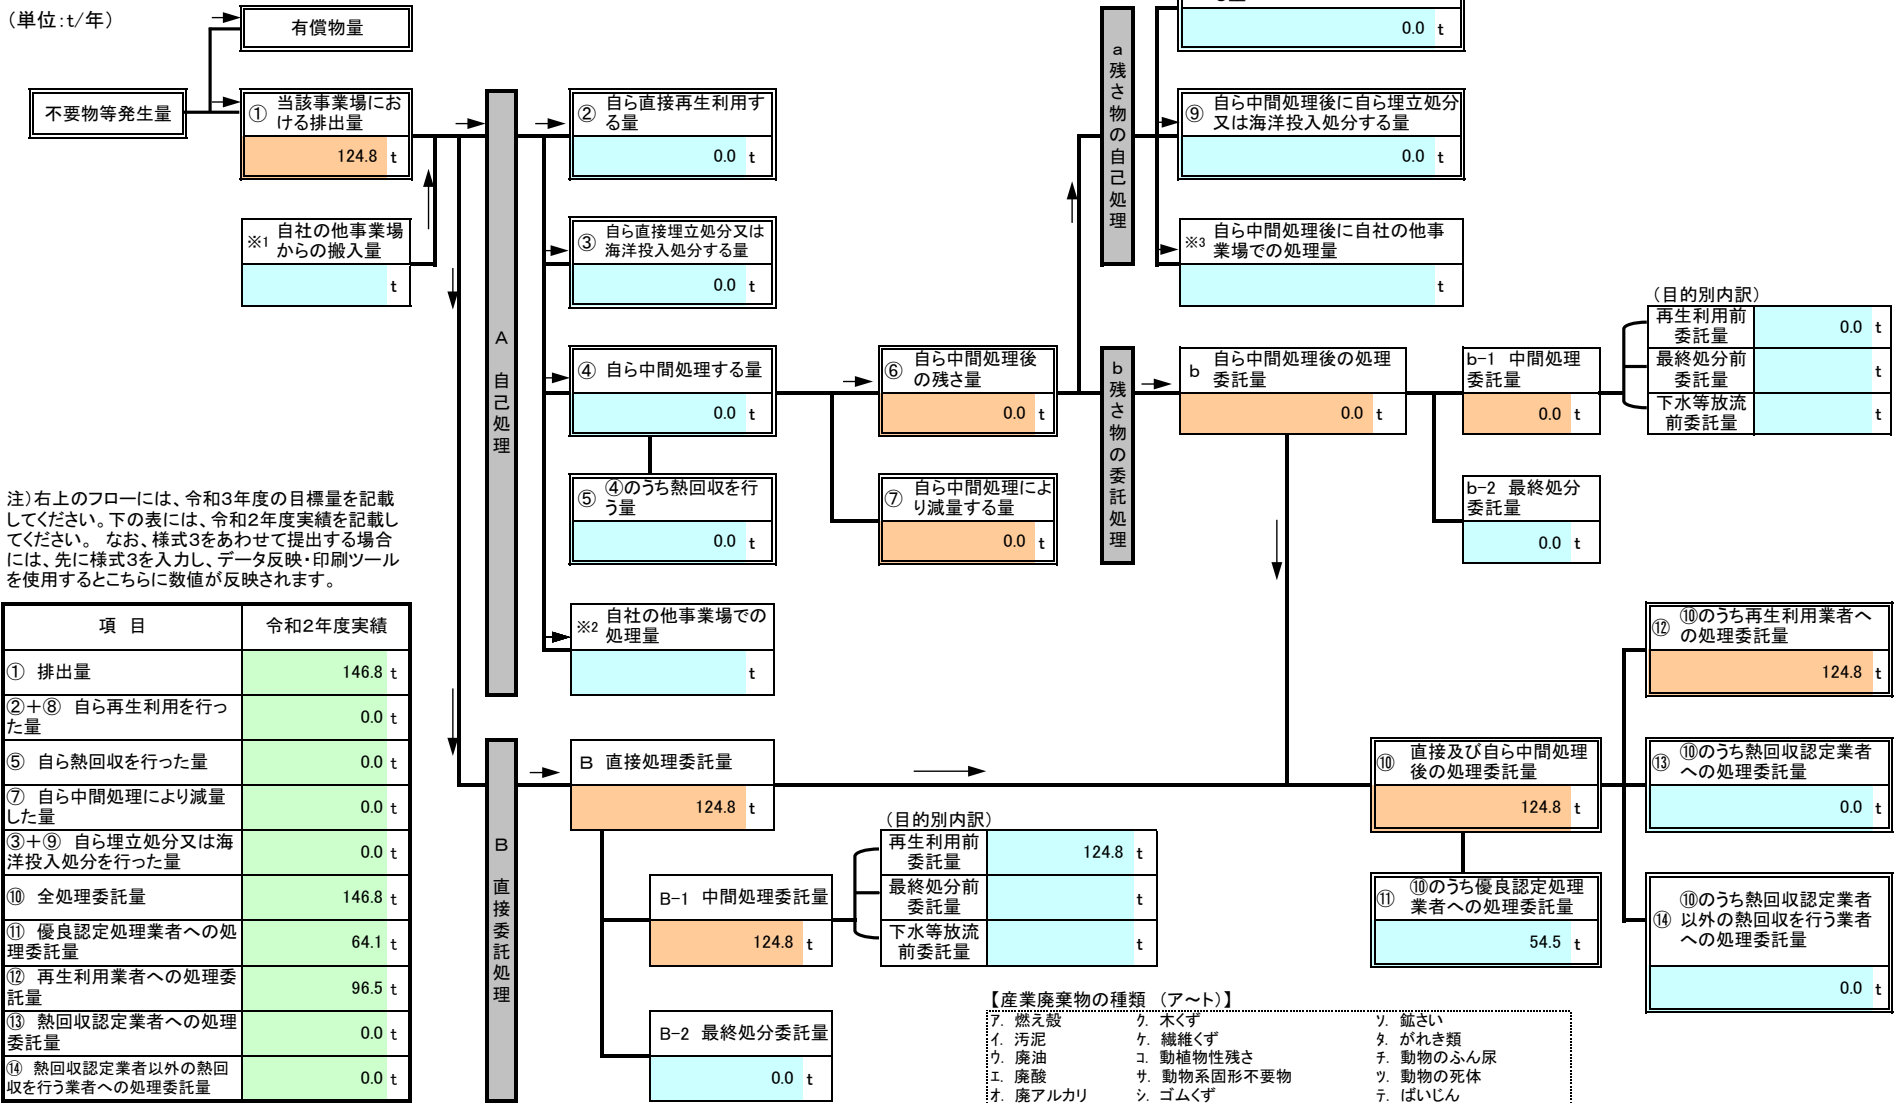 （単位：ｔ/年）
有償物量
不要物等発生量
① 当該事業場にお
ける排出量
124.8 t
※1 自社の他事業場
からの搬入量
t
A 自己処理
② 自ら直接再生利用す
る量
0.0 t
③ 自ら直接埋立処分又は
海洋投入処分する量
0.0 t
④ 自ら中間処理する量
0.0 t
⑤ ④のうち熱回収を行
う量
0.0 t
※2 自社の他事業場での
処理量
t
⑥ 自ら中間処理後
の残さ量
0.0 t
⑦ 自ら中間処理によ
り減量する量
0.0 t
a 残さ物の自己処理
0.0 t
⑨ 自ら中間処理後に自ら埋立処分
又は海洋投入処分する量
0.0 t
※3 自ら中間処理後に自社の他事
業場での処理量
t
b 残さ物の委託処理
b 自ら中間処理後の処理
委託量
0.0 t
b-1 中間処理
委託量
0.0 t
（目的別内訳）
再生利用前
委託量
0.0 t
最終処分前
委託量
t
下水等放流
前委託量
t
b-2 最終処分
委託量
0.0 t
注）右上のフローには、令和３年度の目標量を記載
してください。下の表には、令和２年度実績を記載し
てください。 なお、様式３をあわせて提出する場合
には、先に様式３を入力し、データ反映・印刷ツール
を使用するとこちらに数値が反映されます。
項 目 令和２年度実績
① 排出量 146.8 t
②＋⑧ 自ら再生利用を行っ
た量 0.0 t
⑤ 自ら熱回収を行った量 0.0 t
⑦ 自ら中間処理により減量
した量 0.0 t
③＋⑨ 自ら埋立処分又は海
洋投入処分を行った量 0.0 t
⑩ 全処理委託量 146.8 t
⑪ 優良認定処理業者への処
理委託量 64.1 t
⑫ 再生利用業者への処理委
託量 96.5 t
⑬ 熱回収認定業者への処理
委託量 0.0 t
⑭ 熱回収認定業者以外の熱回
収を行う業者への処理委託量 0.0 t
B 直接委託処理
B 直接処理委託量
124.8 t
B-1 中間処理委託量
124.8 t
（目的別内訳）
再生利用前
委託量
124.8 t
最終処分前
委託量
t
下水等放流
前委託量
t
B-2 最終処分委託量
0.0 t
⑩ 直接及び自ら中間処理
後の処理委託量
124.8 t
⑪ ⑩のうち優良認定処理
業者への処理委託量
54.5 t
⑫ ⑩のうち再生利用業者へ
の処理委託量
124.8 t
⑬ ⑩のうち熱回収認定業者
への処理委託量
0.0 t
⑭ ⑩のうち熱回収認定業者
以外の熱回収を行う業者
への処理委託量
0.0 t
【産業廃棄物の種類 （ア～ト）】
ｱ. 燃え殻 ｸ. 木くず ｿ. 鉱さい
ｲ. 汚泥 ｹ. 繊維くず ﾀ. がれき類
ｳ. 廃油 ｺ. 動植物性残さ ﾁ. 動物のふん尿
ｴ. 廃酸 ｻ. 動物系固形不要物 ﾂ. 動物の死体
ｵ. 廃アルカリ ｼ. ゴムくず ﾃ. ばいじん